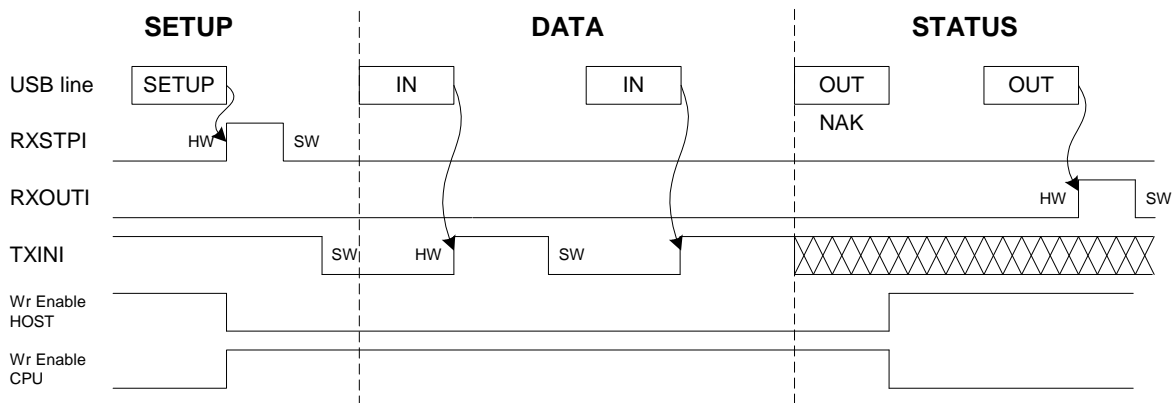 SETUP DATA STATUS
USB line SETUP IN IN OUT OUT
NAK
RXSTPI HW SW
RXOUTI HW SW
TXINI SW HW SW
Wr Enable
HOST
Wr Enable
CPU